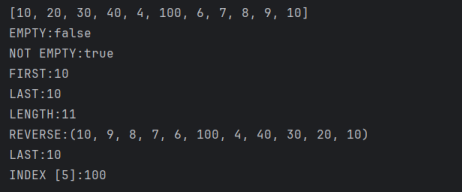 [10, 20, 30, 40, 4, 100, 6, 7, 8, 9, 10]
EMPTY:false
NOT EMPTY:true
FIRST:10
LAST:10
LENGTH:11
REVERSE:(10, 9, 8, 7, 6, 100, 4, 40, 30, 20, 10)
LAST:10
INDEX [5]:100